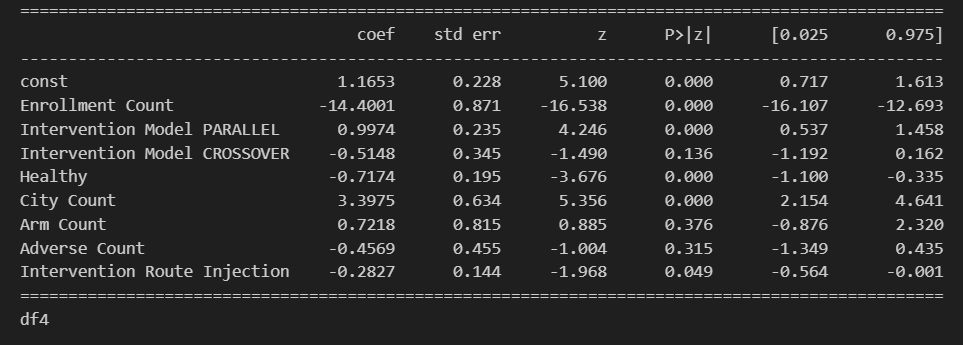 coef std err z P>|z| [0.025 0.975]
const 1.1653 0.228 5.100 0.000 0.717 1.613
Enrollment Count -14.4001 0.871 -16.538 0.000 -16.107 -12.693
Intervention Model PARALLEL 0.9974 0.235 4.246 0.000 0.537 1.458
Intervention Model CROSSOVER -0.5148 0.345 -1.490 0.136 -1.192 0.162
Healthy -0.7174 0.195 -3.676 0.000 -1.100 -0.335
City Count 3.3975 0.634 5.356 0.000 2.154 4.641
Arm Count 0.7218 0.815 0.885 0.376 -0.876 2.320
Adverse Count -0.4569 0.455 -1.004 0.315 -1.349 0.435
Intervention Route Injection -0.2827 0.144 -1.968 0.049 -0.564 -0.001
df4